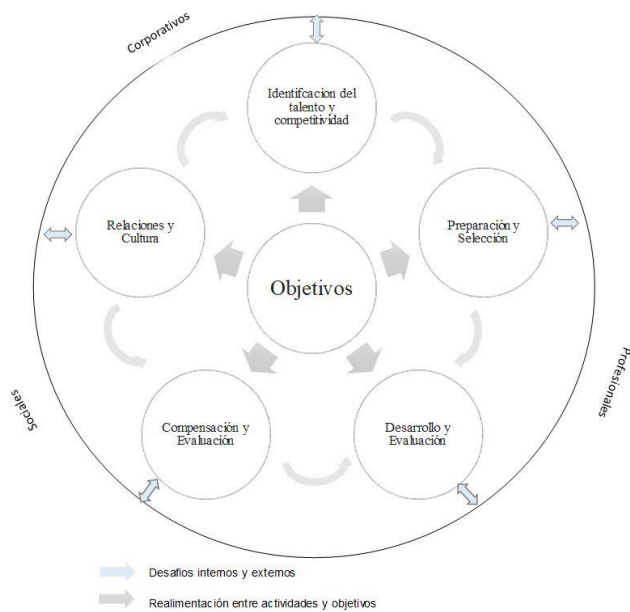 Corporativos
Identifcacion del
talento y
competitividad
Relaciones y
Cultura
Preparación y
Selección
Objetivos
Profesionales
Sociales
Compensación y
Evaluación
Desarrollo y
Evaluación
Desafios internos y externos
Realimentación entre actividades y objetivos